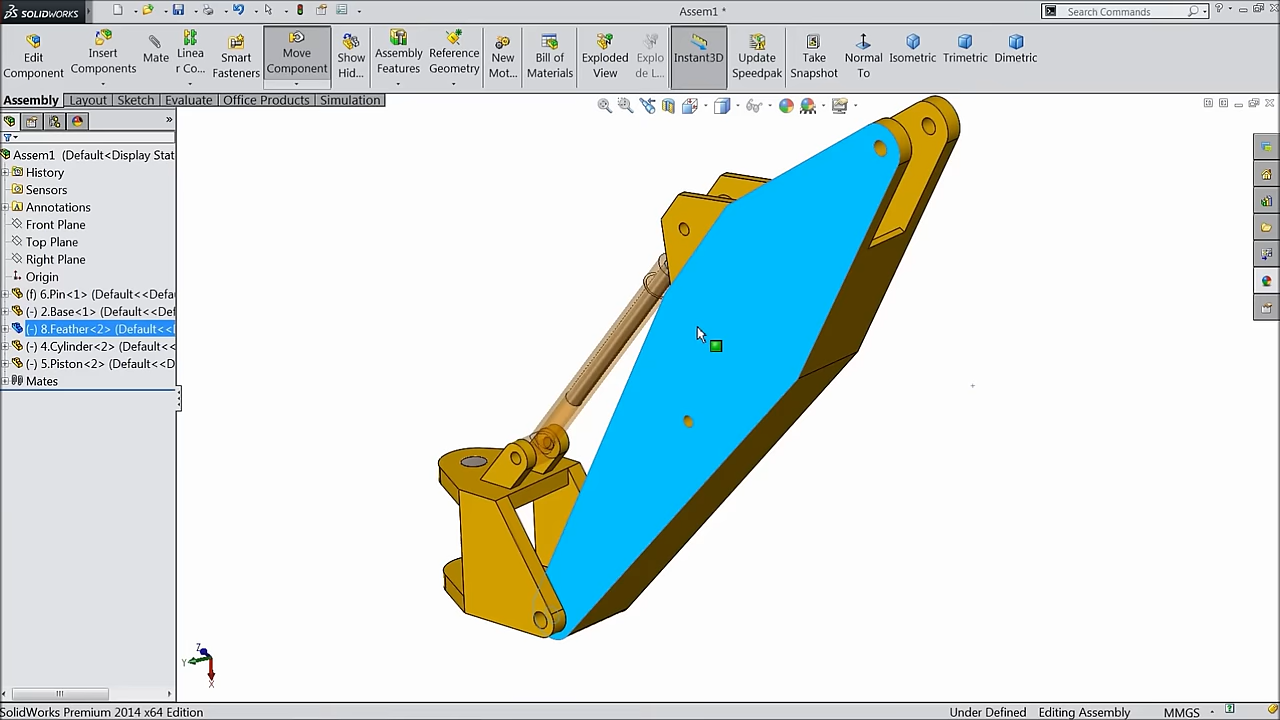 SOLIDWORKS
Assem1 *
Search Commands
Edit Component
Insert Components
Mate
Linea r Co...
Smart Fasteners
Move Component
Show Hid...
Assembly Features
Reference Geometry
New Mot...
Bill of Materials
Exploded View
Explo de L...
Instant3D
Update Speedpak
Take Snapshot
Normal To
Isometric
Trimetric
Dimetric
Assembly
Layout
Sketch
Evaluate
Office Products
Simulation
Assem1 (Default<Display Stat
History
Sensors
Annotations
Front Plane
Top Plane
Right Plane
Origin
(f) 6.Pin<1> (Default<<Defa
(-) 2.Base<1> (Default<<Def
(-) 8.Feather<2> (Default<<D
(-) 4.Cylinder<2> (Default<<
(-) 5.Piston<2> (Default<<D
Mates
Z
Y
X
SolidWorks Premium 2014 x64 Edition
Under Defined
Editing Assembly
MMGS